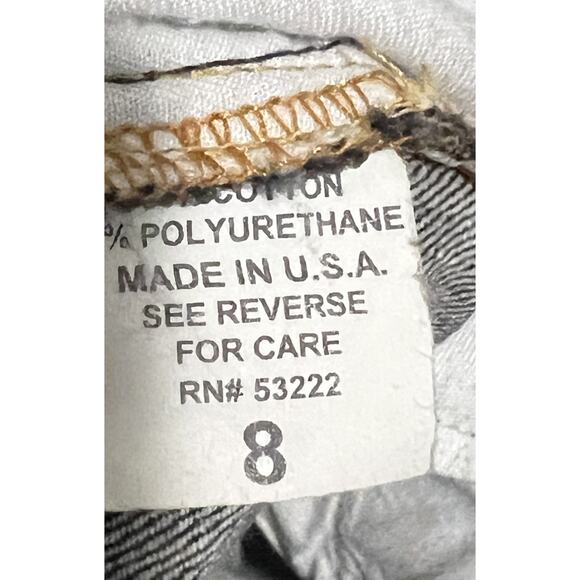 COTTON
% POLYURETHANE
MADE IN U.S.A.
SEE REVERSE
FOR CARE
RN# 53222
8